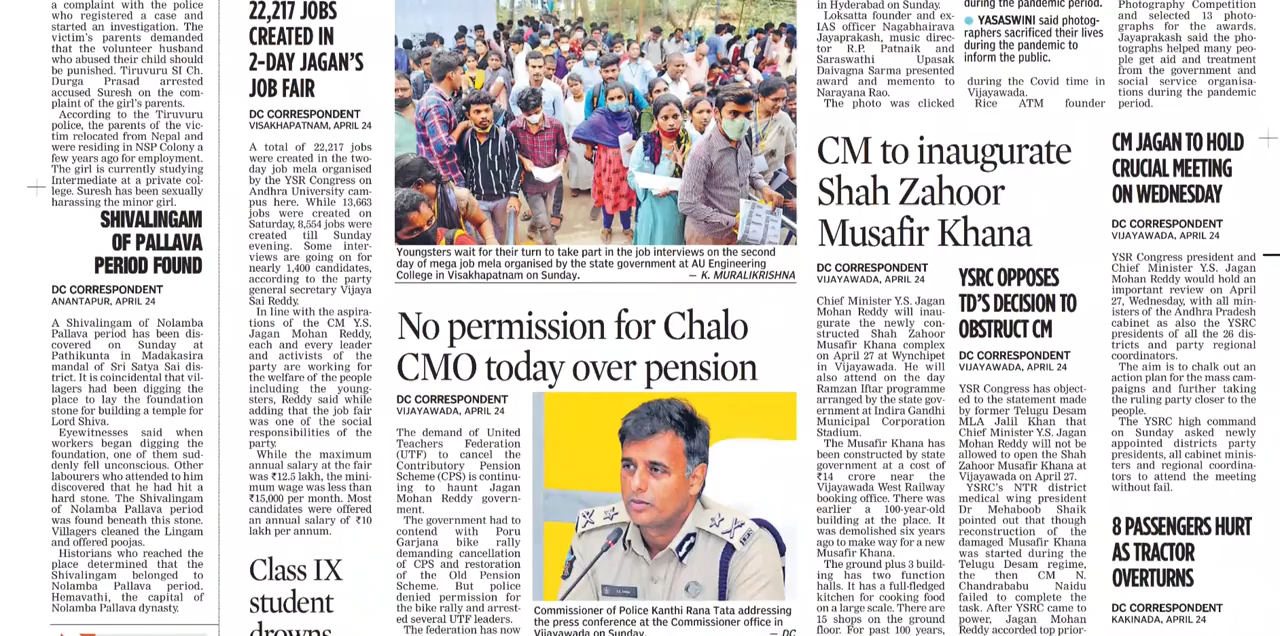 a complaint with the police
who registered a case and
started an investigation. The
victim's parents demanded
that the volunteer husband
who abused their child should
be punished. Tiruvuru SI Ch.
Durga Prasad arrested
accused Suresh on the com-
plaint of the girl's parents.
According to the Tiruvuru
police, the parents of the vic-
tim relocated from Nepal and
were residing in NSP Colony a
few years ago for employment.
The girl is currently studying
Intermediate at a private col-
lege. Suresh has been sexually
harassing the minor girl.
SHIVALINGAM
OF PALLAVA
PERIOD FOUND
DC CORRESPONDENT
ANANTAPUR, APRIL 24
A Shivalingam of Nolamba
Pallava period has been dis-
covered on Sunday at
Pathikunta in Madakasira
mandal of Sri Satya Sai dis-
trict. It is coincidental that vil-
lagers had been digging the
place to lay the foundation
stone for building a temple for
Lord Shiva.
Eyewitnesses said when
workers began digging the
foundation, one of them sud-
denly fell unconscious. Other
labourers who attended to him
discovered that he had hit a
hard stone. The Shivalingam
of Nolamba Pallava period
was found beneath this stone.
Villagers cleaned the Lingam
and offered poojas.
Historians who reached the
place determined that the
Shivalingam belonged to
Nolamba Pallava period.
Hemavathi, the capital of
Nolamba Pallava dynasty.
22,217 JOBS
CREATED IN
2-DAY JAGAN'S
JOB FAIR
DC CORRESPONDENT
VISAKHAPATNAM, APRIL 24
A total of 22,217 jobs
were created in the two-
day job mela organised
by the YSR Congress on
Andhra University cam-
pus here. While 13,663
jobs were created on
Saturday, 8,554 jobs were
created till Sunday
evening. Some inter-
views are going on for
nearly 1,400 candidates,
according to the party
general secretary Vijaya
Sai Reddy.
In line with the aspira-
tions of the CM Y.S.
Jagan Mohan Reddy,
each and every leader
and activists of the
party are working for
the welfare of the people
including the young-
sters, Reddy said while
adding that the job fair
was one of the social
responsibilities of the
party.
While the maximum
annual salary at the fair
was ₹12.5 lakh, the mini-
mum wage was less than
₹15,000 per month. Most
candidates were offered
an annual salary of ₹10
lakh per annum.
Class IX
student
drowns
Youngsters wait for their turn to take part in the job interviews on the second
day of mega job mela organised by the state government at AU Engineering
College in Visakhapatnam on Sunday. — K. MURALIKRISHNA
No permission for Chalo
CMO today over pension
DC CORRESPONDENT
VIJAYAWADA, APRIL 24
The demand of United
Teachers Federation
(UTF) to cancel the
Contributory Pension
Scheme (CPS) is continu-
ing to haunt Jagan
Mohan Reddy govern-
ment.
The government had to
contend with Poru
Garjana bike rally
demanding cancellation
of CPS and restoration
of the Old Pension
Scheme. But police
denied permission for
the bike rally and arrest-
ed several UTF leaders.
The federation has now
Commissioner of Police Kanthi Rana Tata addressing
the press conference at the Commissioner office in
Vijayawada on Sunday. — DC
in Hyderabad on Sunday.
Loksatta founder and ex-
IAS officer Nagabhairava
Jayaprakash, music direc-
tor R.P. Patnaik and
Saraswathi Upasak
Daivagna Sarma presented
award and memento to
Narayana Rao.
The photo was clicked
during the pandemic period.
YASASWINI said photog-
raphers sacrificed their lives
during the pandemic to
inform the public.
during the Covid time in
Vijayawada.
Rice ATM founder
Photography Competition
and selected 13 photo-
graphs for the awards.
Jayaprakash said the pho-
tographs helped many peo-
ple get aid and treatment
from the government and
social service organisa-
tions during the pandemic
period.
CM to inaugurate
Shah Zahoor
Musafir Khana
DC CORRESPONDENT
VIJAYAWADA, APRIL 24
Chief Minister Y.S. Jagan
Mohan Reddy will inau-
gurate the newly con-
structed Shah Zahoor
Musafir Khana complex
on April 27 at Wynchipet
in Vijayawada. He will
also attend on the day
Ramzan Iftar programme
arranged by the state gov-
ernment at Indira Gandhi
Municipal Corporation
Stadium.
The Musafir Khana has
been constructed by state
government at a cost of
₹14 crore near the
Vijayawada West Railway
booking office. There was
earlier a 100-year-old
building at the place. It
was demolished six years
ago to make way for a new
Musafir Khana.
The ground plus 3 build-
ing has two function
halls. It has a full-fledged
kitchen for cooking food
on a large scale. There are
15 shops on the ground
floor. For past 100 years,
YSRC OPPOSES
TD'S DECISION TO
OBSTRUCT CM
DC CORRESPONDENT
VIJAYAWADA, APRIL 24
YSR Congress has object-
ed to the statement made
by former Telugu Desam
MLA Jalil Khan that
Chief Minister Y.S. Jagan
Mohan Reddy will not be
allowed to open the Shah
Zahoor Musafir Khana at
Vijayawada on April 27.
YSRC's NTR district
medical wing president
Dr Mehaboob Shaik
pointed out that though
reconstruction of the
damaged Musafir Khana
was started during the
Telugu Desam regime,
the then CM N.
Chandrababu Naidu
failed to complete the
task. After YSRC came to
power, Jagan Mohan
Reddy accorded top prior-
CM JAGAN TO HOLD
CRUCIAL MEETING
ON WEDNESDAY
DC CORRESPONDENT
VIJAYAWADA, APRIL 24
YSR Congress president and
Chief Minister Y.S. Jagan
Mohan Reddy would hold an
important review on April
27, Wednesday, with all min-
isters of the Andhra Pradesh
cabinet as also the YSRC
presidents of all the 26 dis-
tricts and party regional
coordinators.
The aim is to chalk out an
action plan for the mass cam-
paigns and further taking
the ruling party closer to the
people.
The YSRC high command
on Sunday asked newly
appointed districts party
presidents, all cabinet minis-
ters and regional coordina-
tors to attend the meeting
without fail.
8 PASSENGERS HURT
AS TRACTOR
OVERTURNS
DC CORRESPONDENT
KAKINADA, APRIL 24